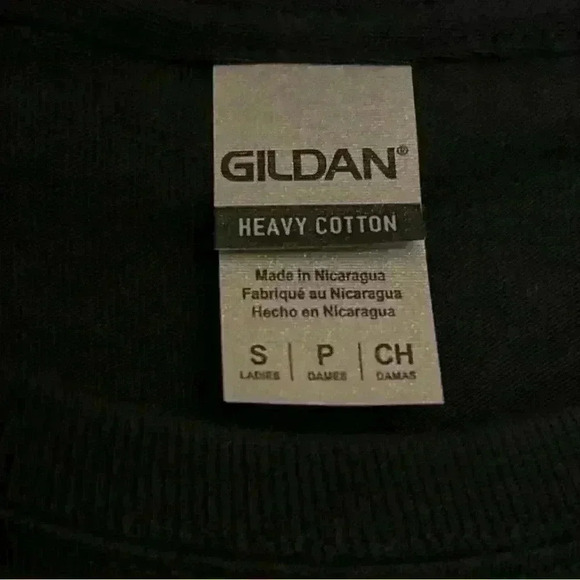 GILDAN®
HEAVY COTTON
Made in Nicaragua
Fabriqué au Nicaragua
Hecho en Nicaragua
S | P | CH
LADIES | DAMES | DAMAS